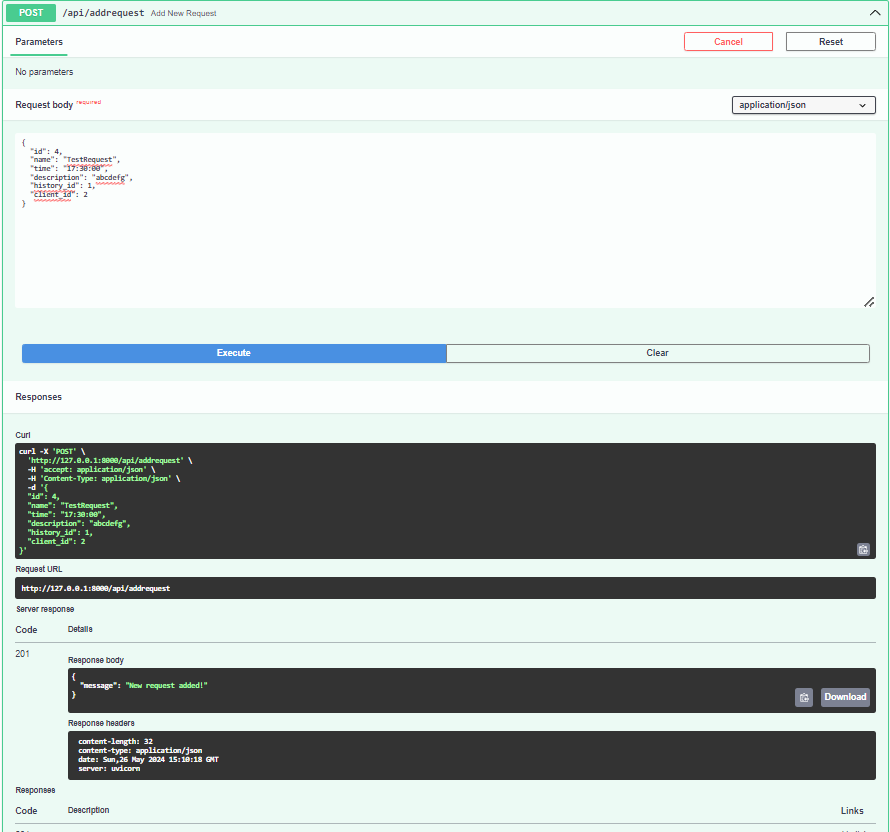 POST /api/addrequest Add New Request
Parameters Cancel Reset
No parameters
Request body required application/json
{
"id": 4,
"name": "TestRequest",
"time": "17:30:00",
"description": "abcdefg",
"history_id": 1,
"client_id": 2
}
Execute Clear
Responses
Curl
curl -X 'POST' \
'http://127.0.0.1:8000/api/addrequest' \
-H 'accept: application/json' \
-H 'Content-Type: application/json' \
-d '{
"id": 4,
"name": "TestRequest",
"time": "17:30:00",
"description": "abcdefg",
"history_id": 1,
"client_id": 2
}'
Request URL
http://127.0.0.1:8000/api/addrequest
Server response
Code Details
201
Response body
{
"message": "New request added!"
}
Download
Response headers
content-length: 32
content-type: application/json
date: Sun,26 May 2024 15:10:18 GMT
server: uvicorn
Responses
Code Description Links